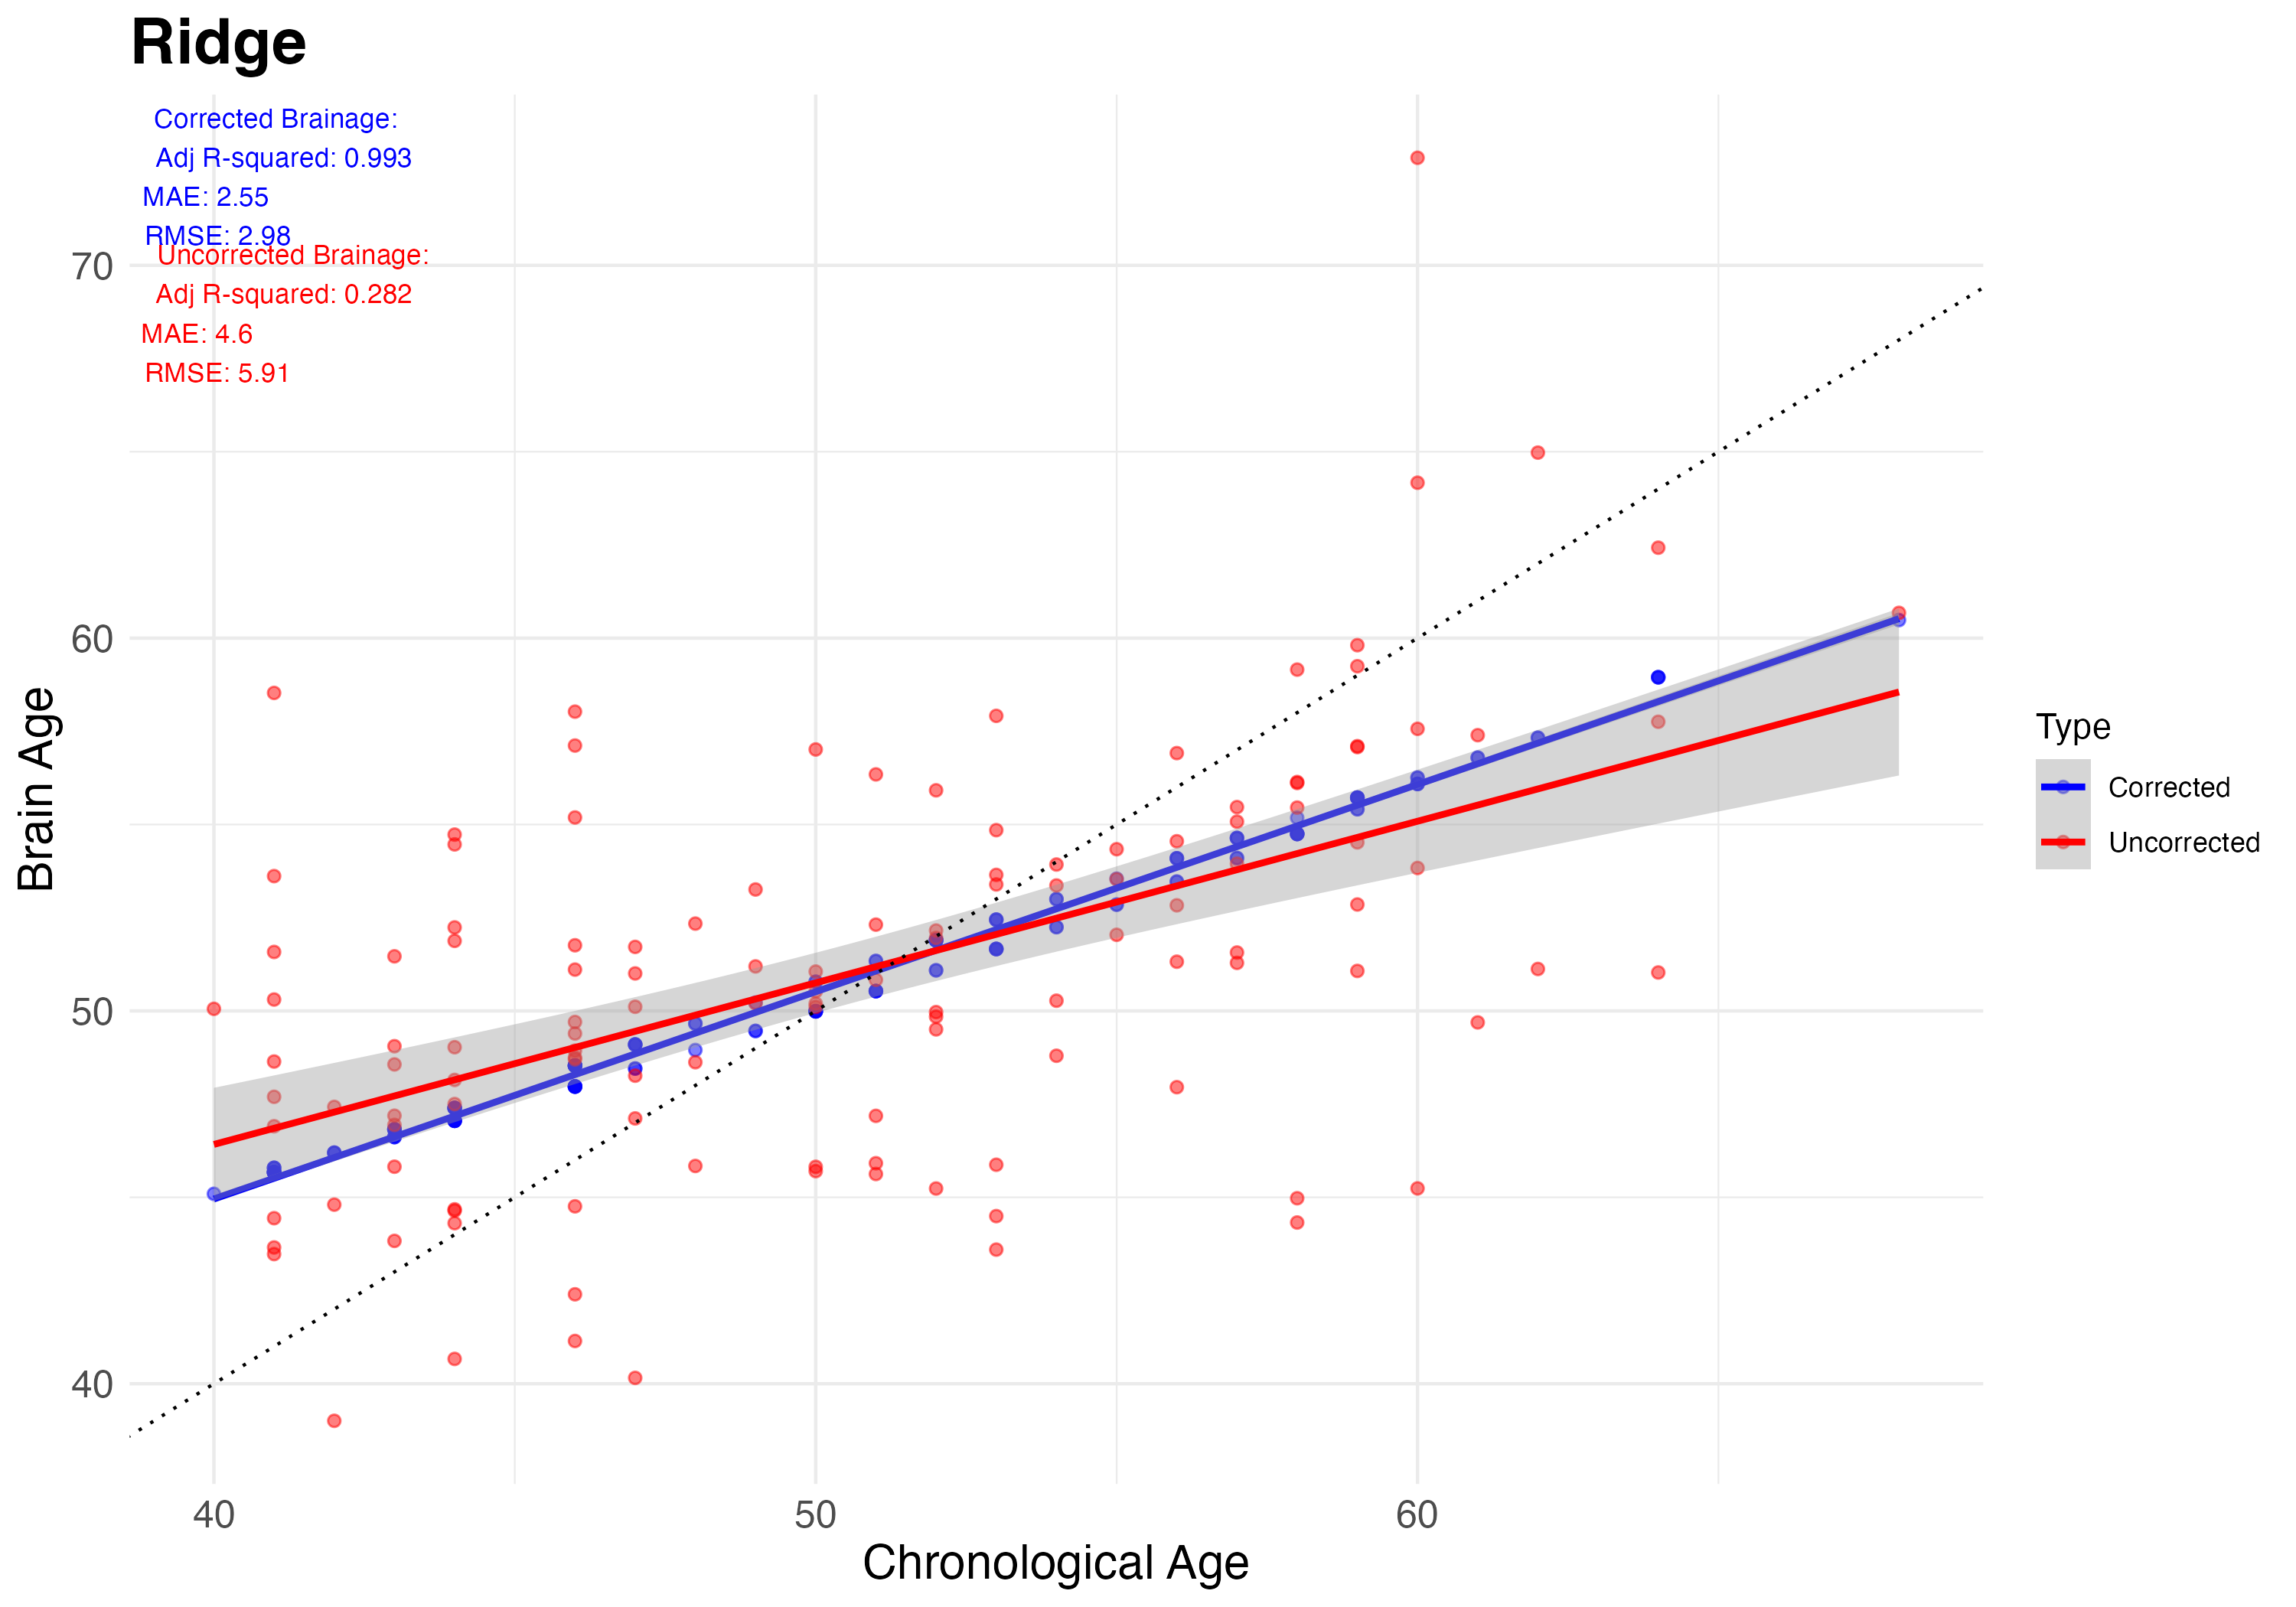 Ridge
Corrected Brainage:
Adj R-squared: 0.993
MAE: 2.55
RMSE: 2.98
Uncorrected Brainage:
Adj R-squared: 0.282
MAE: 4.6
RMSE: 5.91
70
60
50
40
Brain Age
40
50
60
Chronological Age
Type
Corrected
Uncorrected